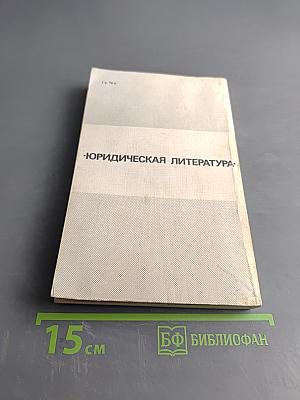 ·ЮРИДИЧЕСКАЯ ЛИТЕРАТУРА·
15 см
БФ БИБЛИОФАН